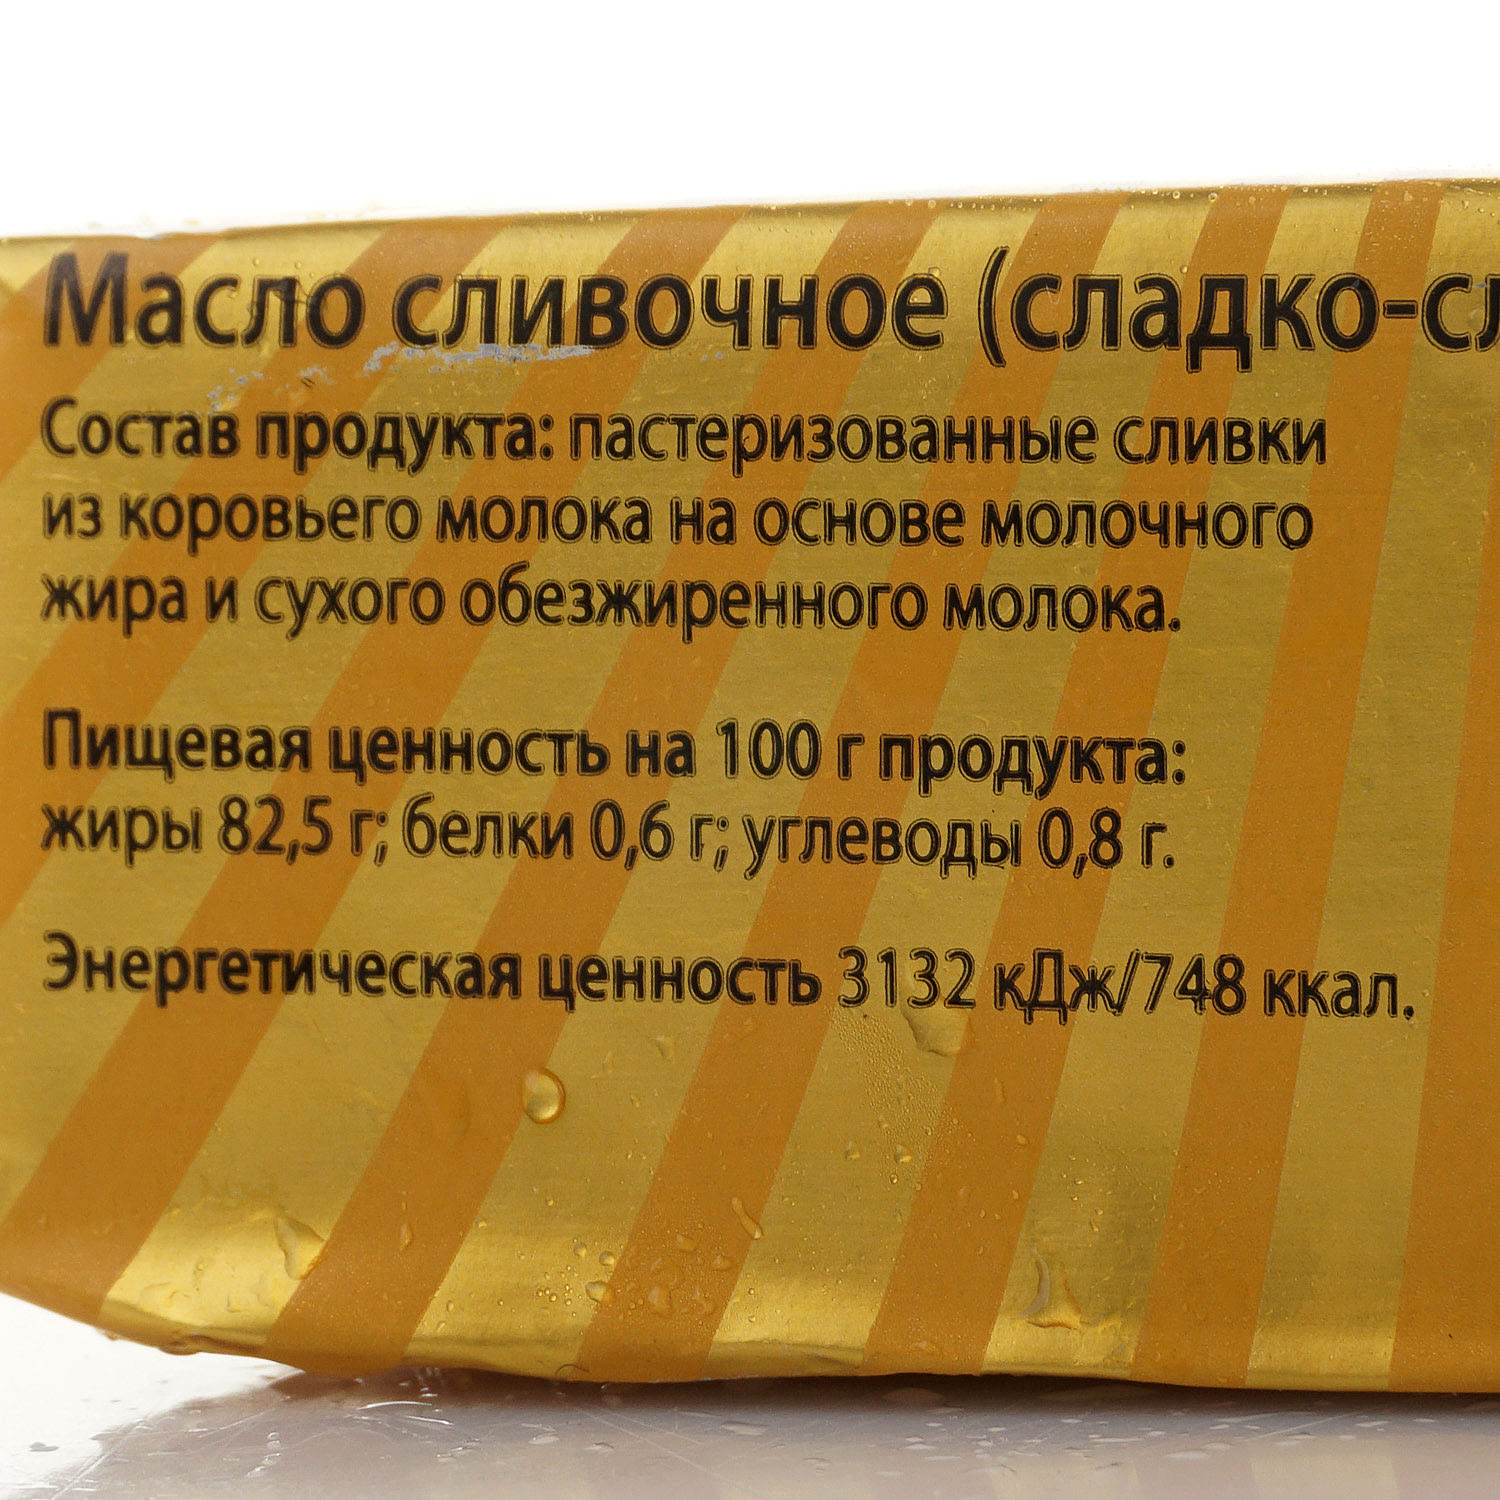 Масло сливочное (сладко-сл
Состав продукта: пастеризованные сливки
из коровьего молока на основе молочного
жира и сухого обезжиренного молока.
Пищевая ценность на 100 г продукта:
жиры 82,5 г; белки 0,6 г; углеводы 0,8 г.
Энергетическая ценность 3132 кДж/748 ккал.